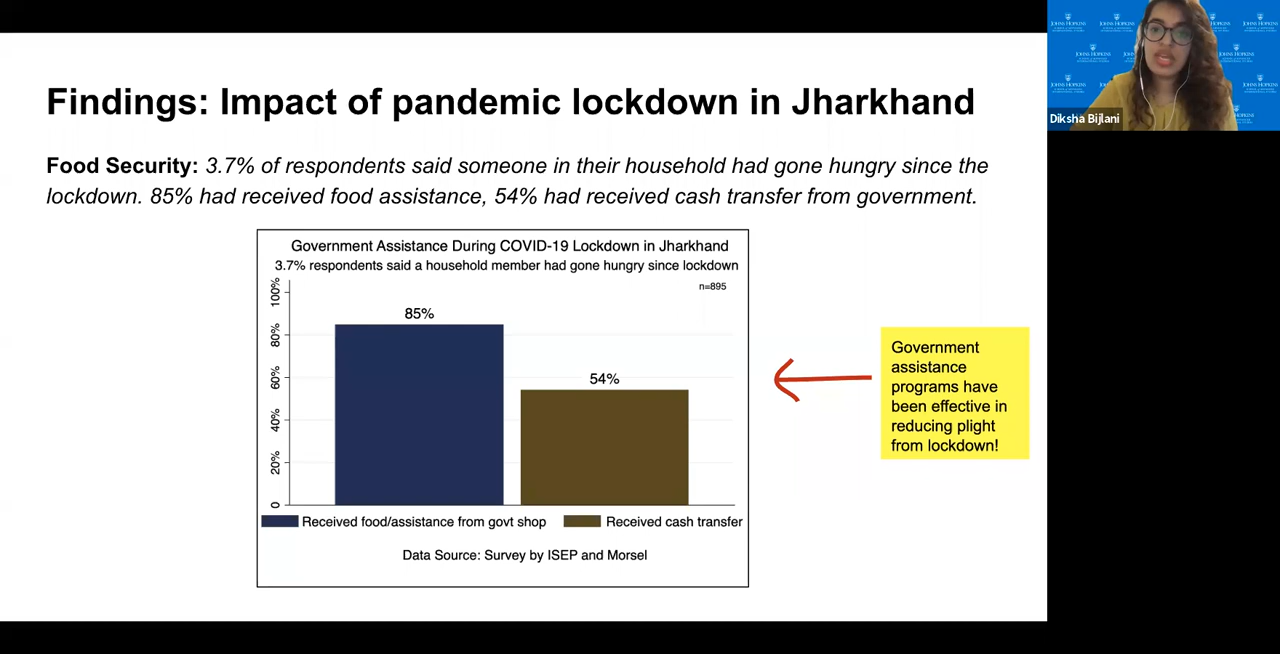 Findings: Impact of pandemic lockdown in Jharkhand
Food Security: 3.7% of respondents said someone in their household had gone hungry since the
lockdown. 85% had received food assistance, 54% had received cash transfer from government.
Government Assistance During COVID-19 Lockdown in Jharkhand
3.7% respondents said a household member had gone hungry since lockdown
n=895
100%
80%
60%
40%
20%
0
85%
54%
Received food/assistance from govt shop
Received cash transfer
Data Source: Survey by ISEP and Morsel
Government
assistance
programs have
been effective in
reducing plight
from lockdown!
JOHNS HOPKINS
Diksha Bijlani